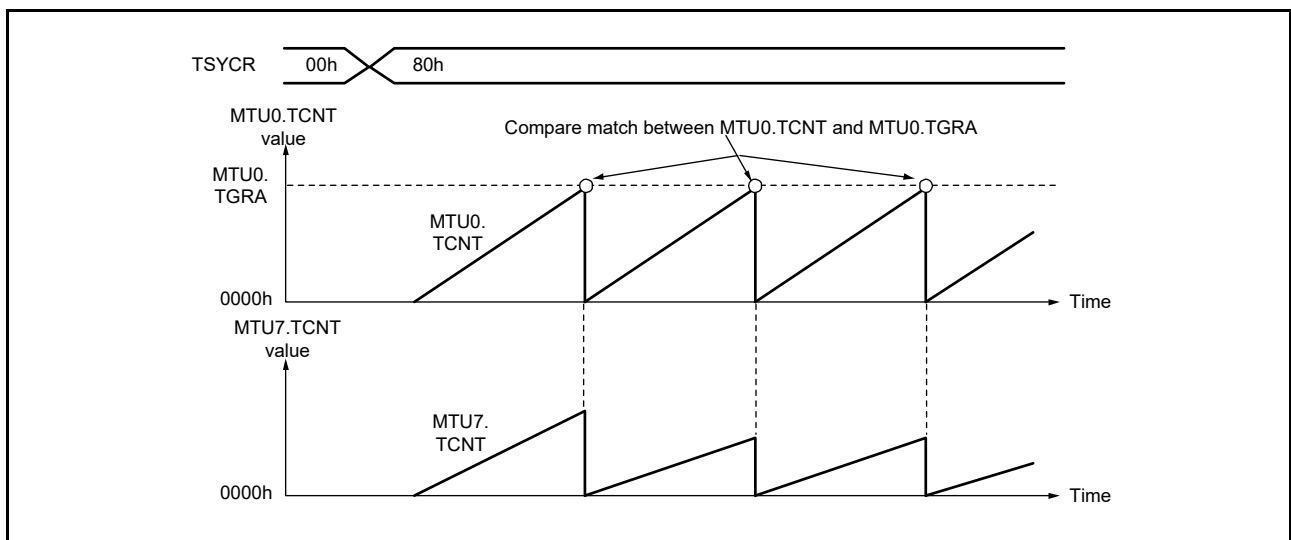 TSYCR 00h 80h
MTU0.TCNT
value
Compare match between MTU0.TCNT and MTU0.TGRA
MTU0.
TGRA
MTU0.
TCNT
0000h
Time
MTU7.TCNT
value
MTU7.
TCNT
0000h
Time